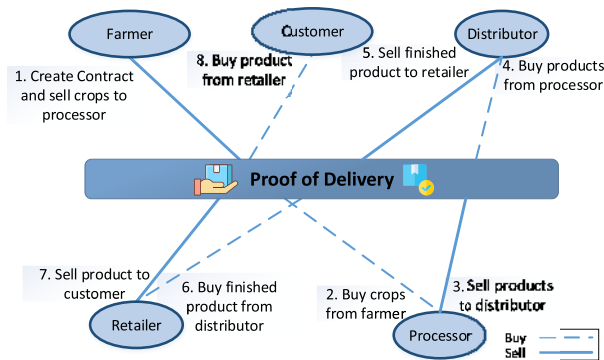 Farmer
Customer
Distributor
1. Create Contract
and sell crops to
processor
8. Buy product
from retailer
5. Sell finished
product to retailer
4. Buy products
from processor
Proof of Delivery
7. Sell product to
customer
6. Buy finished
product from
distributor
2. Buy crops
from farmer
3. Sell products
to distributor
Retailer
Processor
Buy
Sell